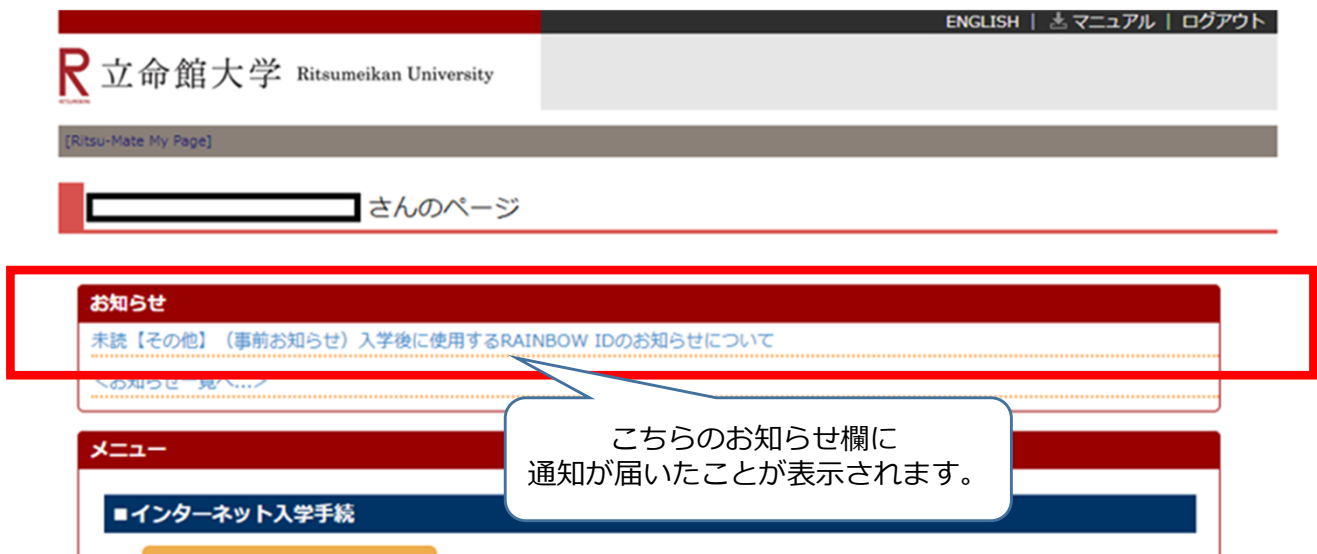 ENGLISH | マニュアル | ログアウト
R 立命館大学 Ritsumeikan University
RITSUMEIKAN
[Ritsu-Mate My Page]
さんのページ
お知らせ
未読【その他】（事前お知らせ）入学後に使用するRAINBOW IDのお知らせについて
<お知らせ一覧へ...>
こちらのお知らせ欄に
通知が届いたことが表示されます。
メニュー
■インターネット入学手続